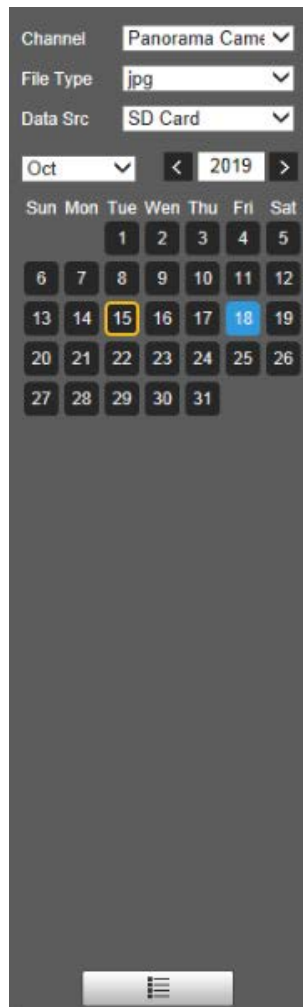 Channel Panorama Came
File Type jpg
Data Src SD Card
Oct < 2019 >
Sun Mon Tue Wen Thu Fri Sat
1 2 3 4 5
6 7 8 9 10 11 12
13 14 15 16 17 18 19
20 21 22 23 24 25 26
27 28 29 30 31